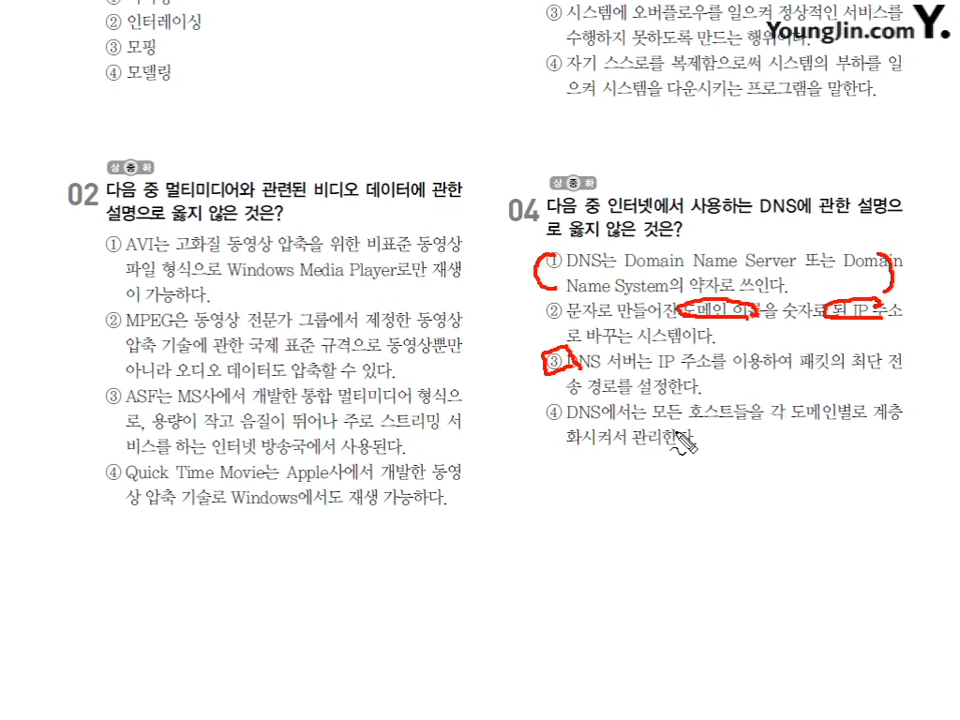 ② 인터레이싱
③ 모핑
④ 모델링
상 중 하
02 다음 중 멀티미디어와 관련된 비디오 데이터에 관한
설명으로 옳지 않은 것은?
① AVI는 고화질 동영상 압축을 위한 비표준 동영상
파일 형식으로 Windows Media Player로만 재생
이 가능하다.
② MPEG은 동영상 전문가 그룹에서 제정한 동영상
압축 기술에 관한 국제 표준 규격으로 동영상뿐만
아니라 오디오 데이터도 압축할 수 있다.
③ ASF는 MS사에서 개발한 통합 멀티미디어 형식으
로, 용량이 작고 음질이 뛰어나 주로 스트리밍 서
비스를 하는 인터넷 방송국에서 사용된다.
④ Quick Time Movie는 Apple사에서 개발한 동영
상 압축 기술로 Windows에서도 재생 가능하다.
③ 시스템에 오버플로우를 일으켜 정상적인 서비스를
수행하지 못하도록 만드는 행위이다.
YoungJin.com Y.
④ 자기 스스로를 복제함으로써 시스템의 부하를 일
으켜 시스템을 다운시키는 프로그램을 말한다.
상 중 하
04 다음 중 인터넷에서 사용하는 DNS에 관한 설명으
로 옳지 않은 것은?
① DNS는 Domain Name Server 또는 Domain
Name System의 약자로 쓰인다.
② 문자로 만들어진 도메인 이름을 숫자로 된 IP 주소
로 바꾸는 시스템이다.
③ DNS 서버는 IP 주소를 이용하여 패킷의 최단 전
송 경로를 설정한다.
④ DNS에서는 모든 호스트들을 각 도메인별로 계층
화시켜서 관리한다.